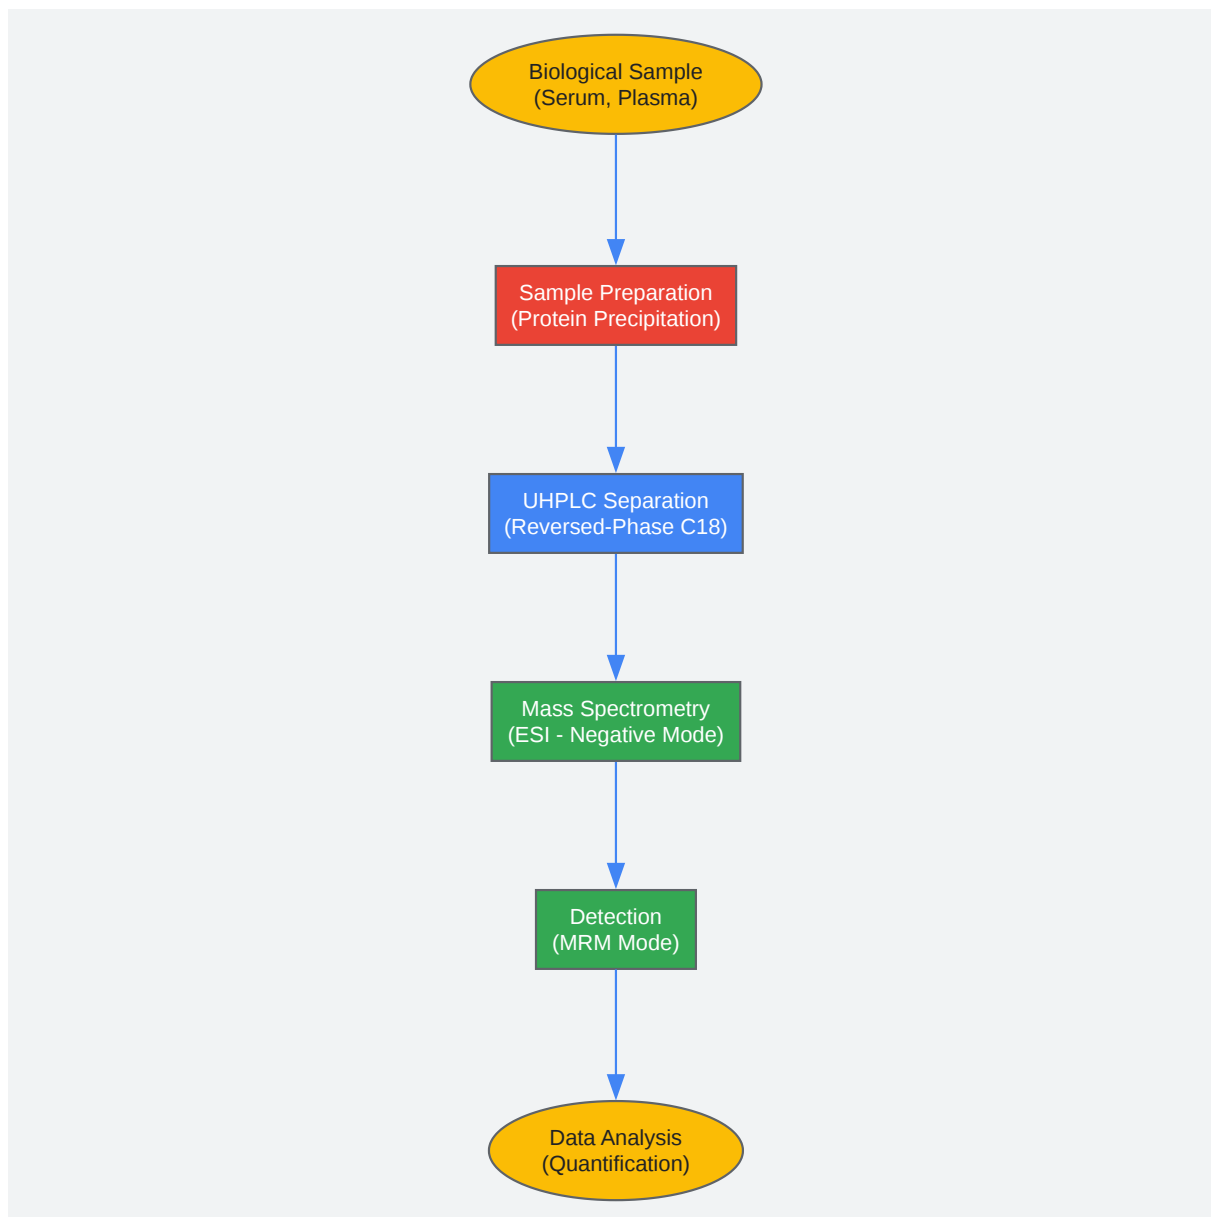 Biological Sample
(Serum, Plasma)
Sample Preparation
(Protein Precipitation)
UHPLC Separation
(Reversed-Phase C18)
Mass Spectrometry
(ESI - Negative Mode)
Detection
(MRM Mode)
Data Analysis
(Quantification)